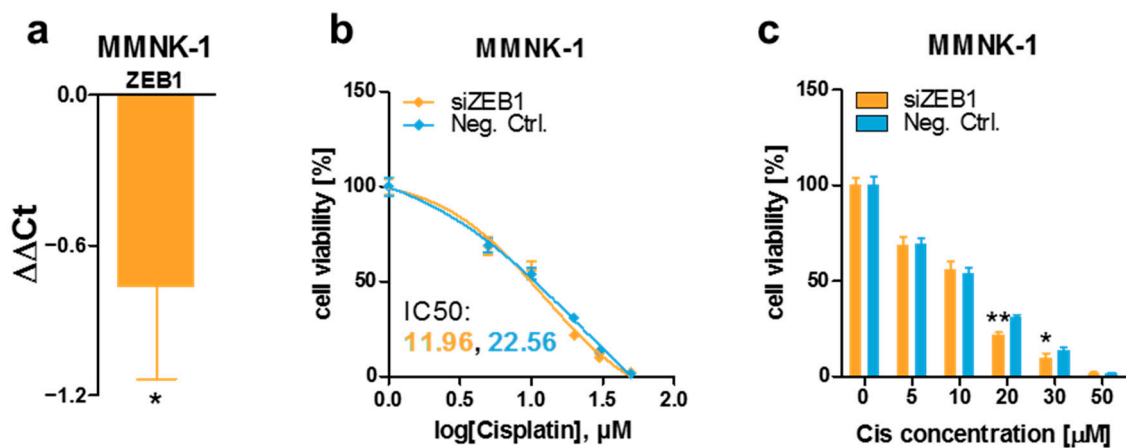 a
MMNK-1
ZEB1
0.0
−0.6
−1.2
ΔΔCt
*
b
MMNK-1
siZEB1
Neg. Ctrl.
150
100
50
0
cell viability [%]
IC50:
11.96, 22.56
0.0 0.5 1.0 1.5 2.0
log[Cisplatin], µM
c
MMNK-1
siZEB1
Neg. Ctrl.
150
100
50
0
cell viability [%]
**
*
0 5 10 20 30 50
Cis concentration [µM]